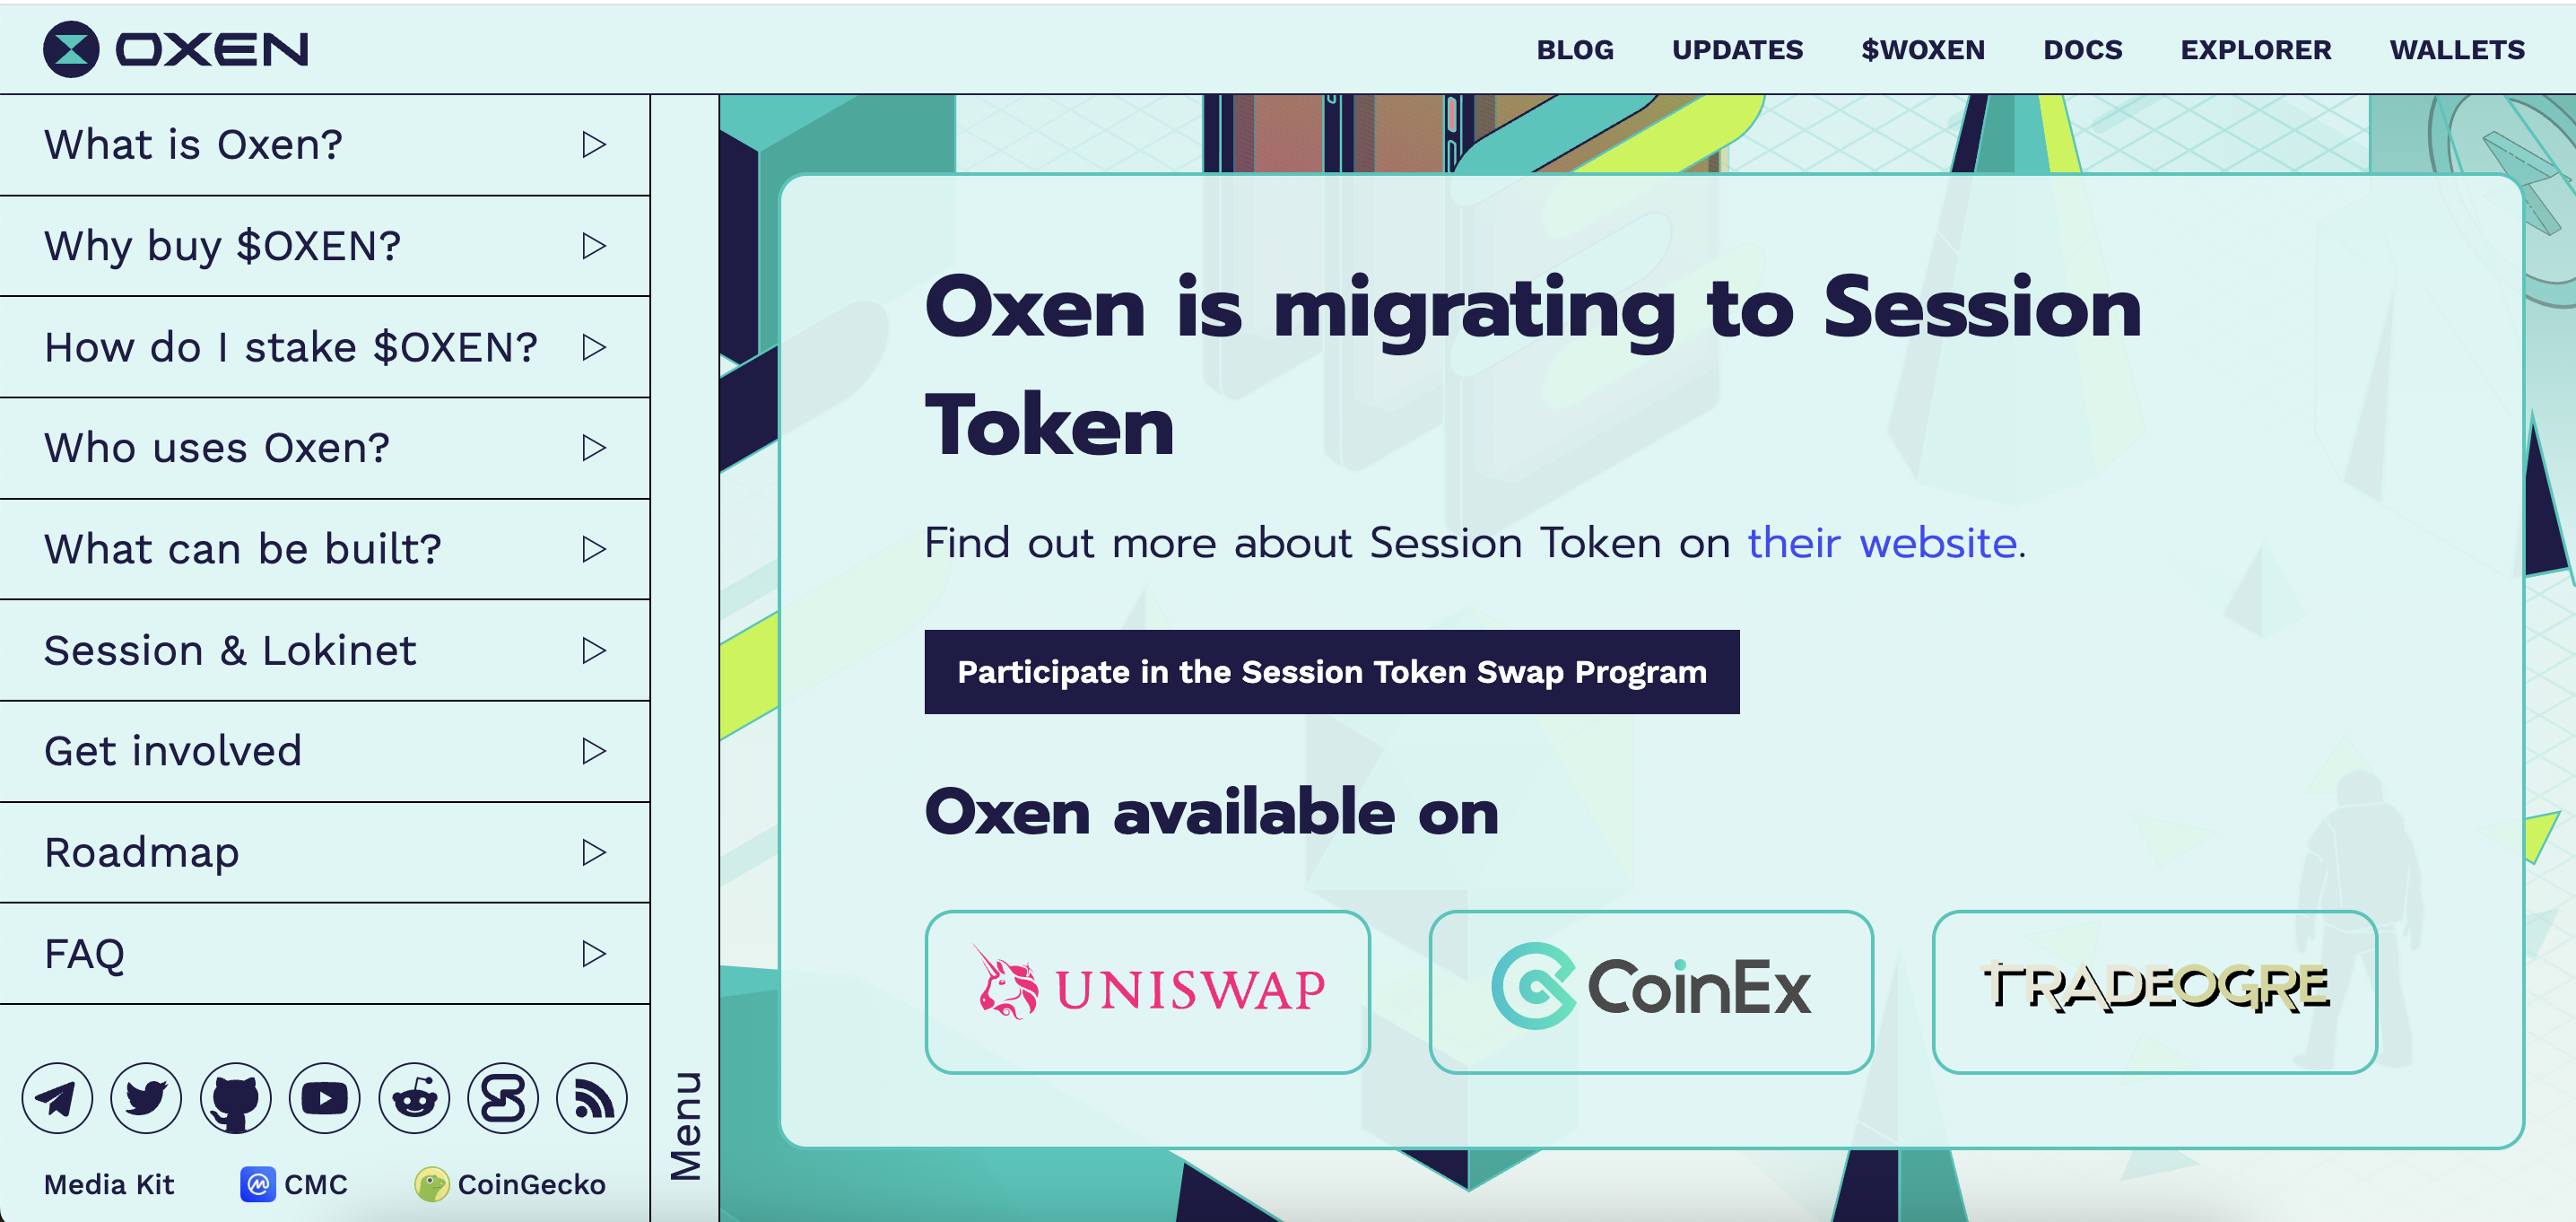 OXEN
BLOG UPDATES $WOXEN DOCS EXPLORER WALLETS
What is Oxen?
Why buy $OXEN?
How do I stake $OXEN?
Who uses Oxen?
What can be built?
Session & Lokinet
Get involved
Roadmap
FAQ
Media Kit CMC CoinGecko
Menu
Oxen is migrating to Session
Token
Find out more about Session Token on their website.
Participate in the Session Token Swap Program
Oxen available on
UNISWAP CoinEx TRADEOGRE